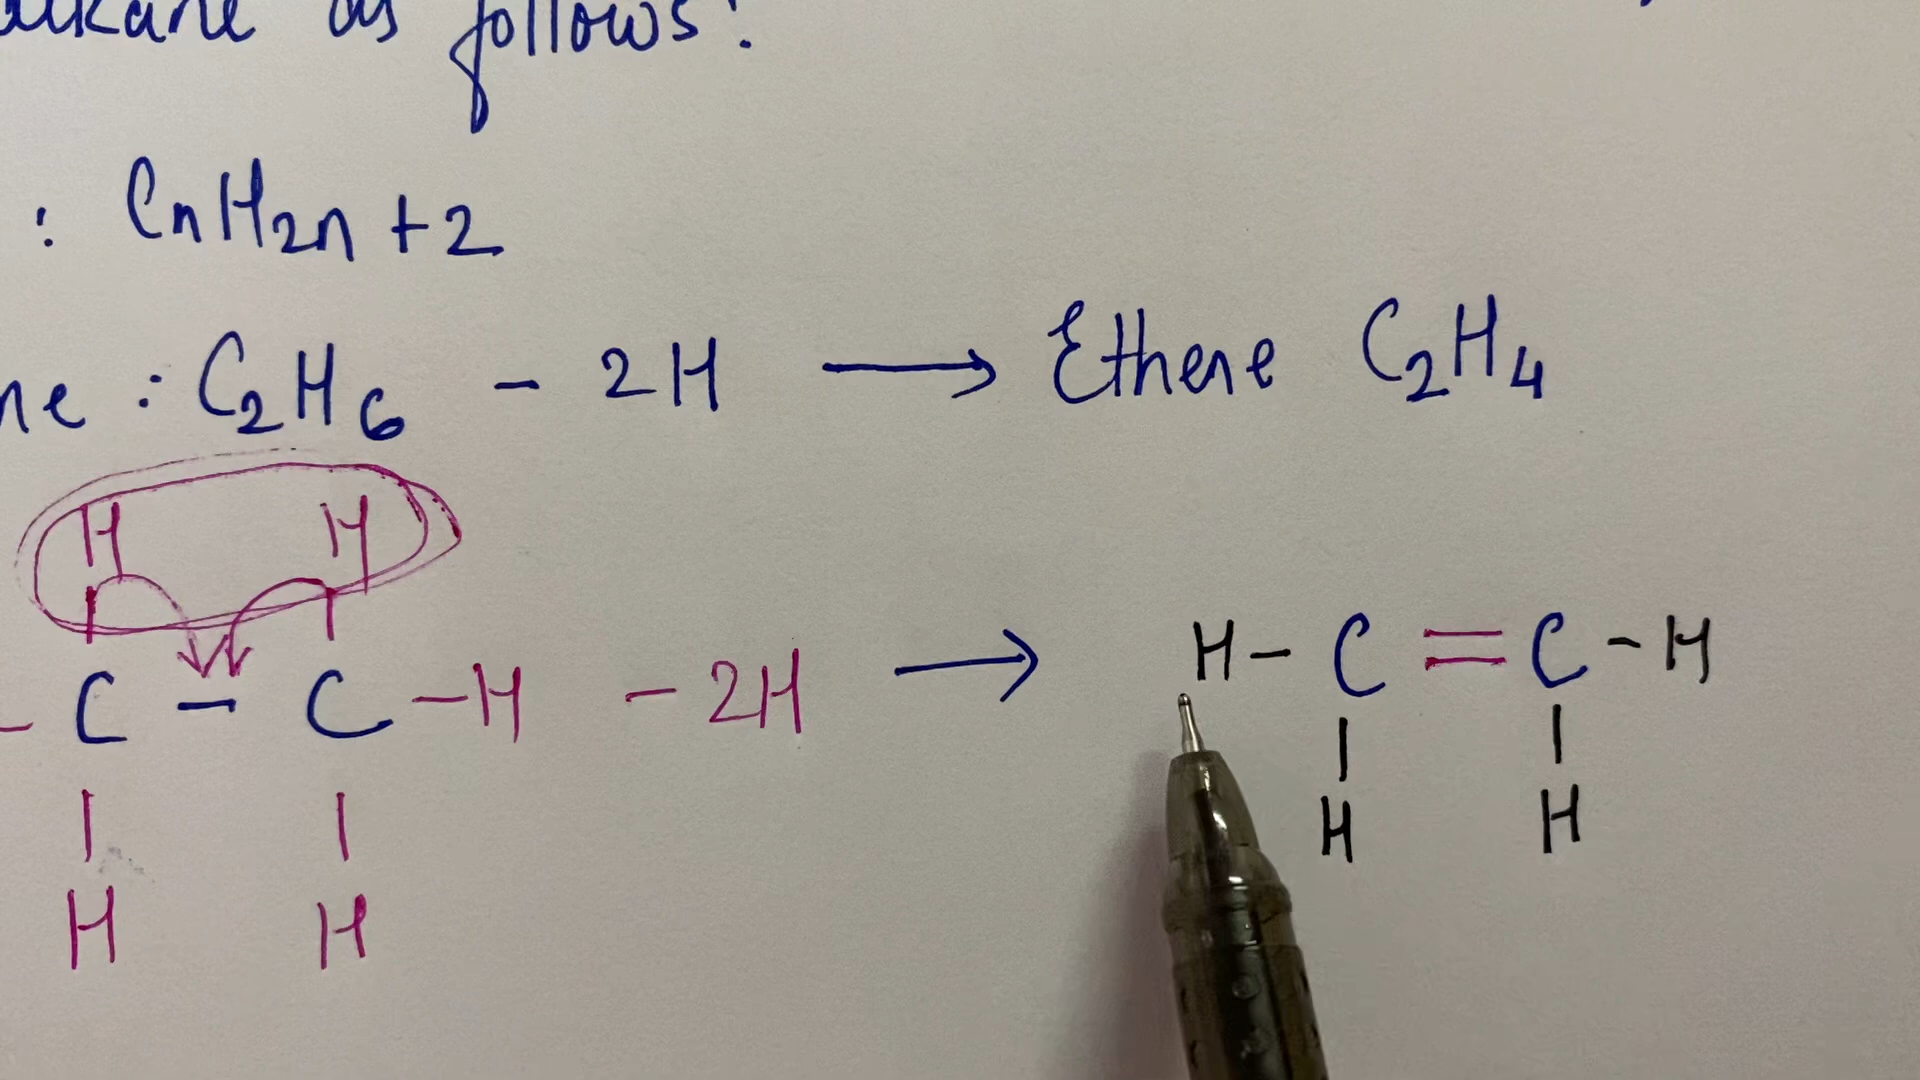 alkane as follows:
: CnH2n+2
ne : C₂H₆ - 2H → Ethene C₂H₄
H H
C - C - H - 2H → H - C = C - H
H H
H H